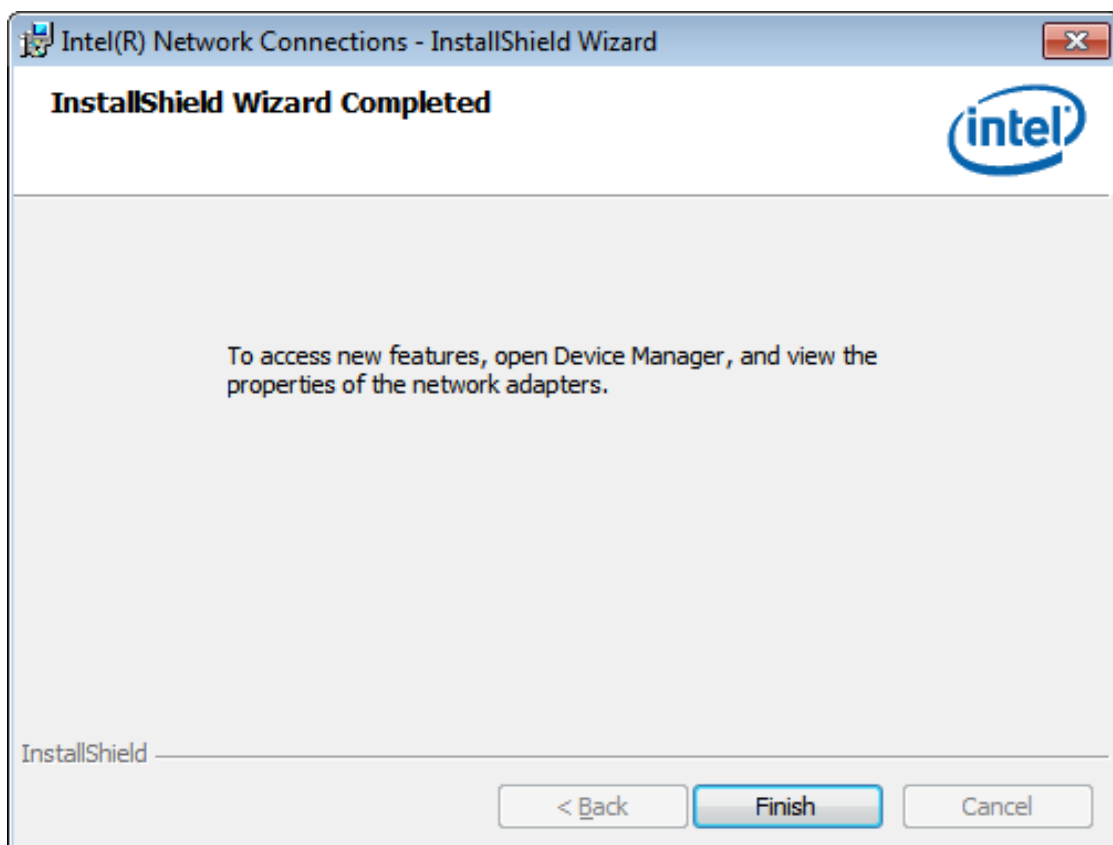 Intel(R) Network Connections - InstallShield Wizard
InstallShield Wizard Completed
intel
To access new features, open Device Manager, and view the
properties of the network adapters.
InstallShield
< Back
Finish
Cancel